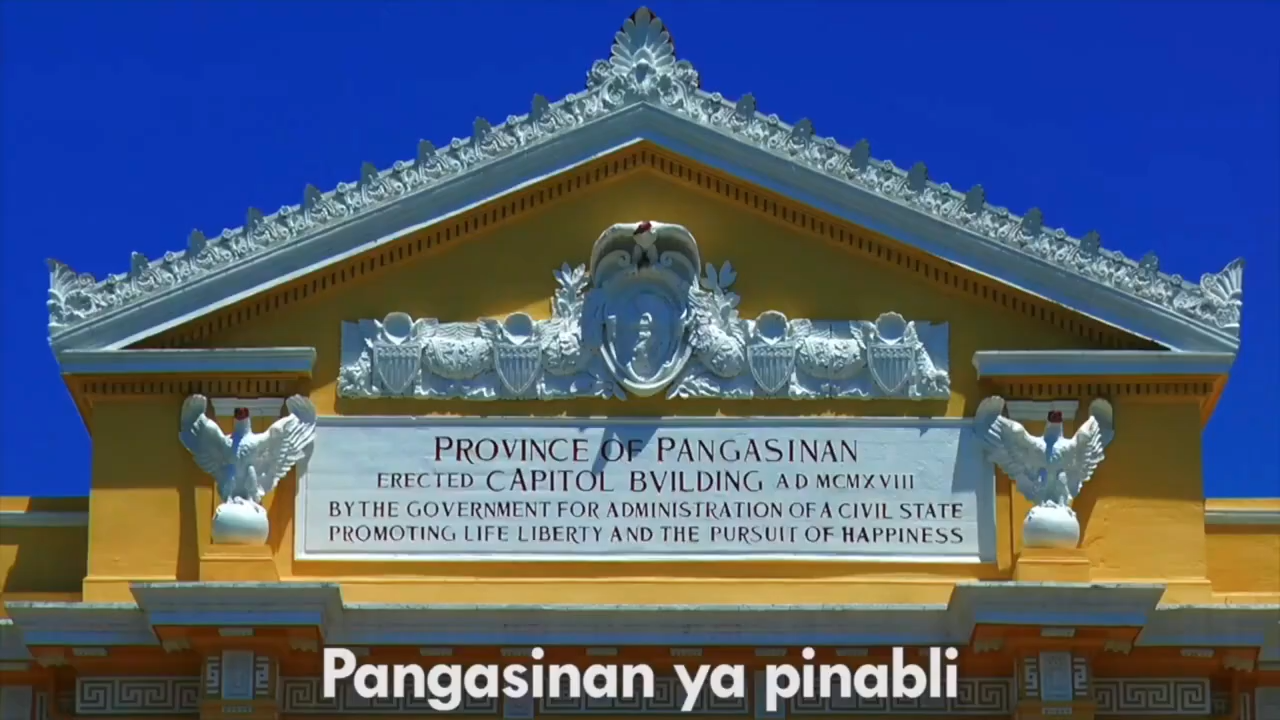 PROVINCE OF PANGASINAN
ERECTED CAPITOL BVILDING A D MCMXVIII
BY THE GOVERNMENT FOR ADMINISTRATION OF A CIVIL STATE
PROMOTING LIFE LIBERTY AND THE PURSUIT OF HAPPINESS
Pangasinan ya pinabli